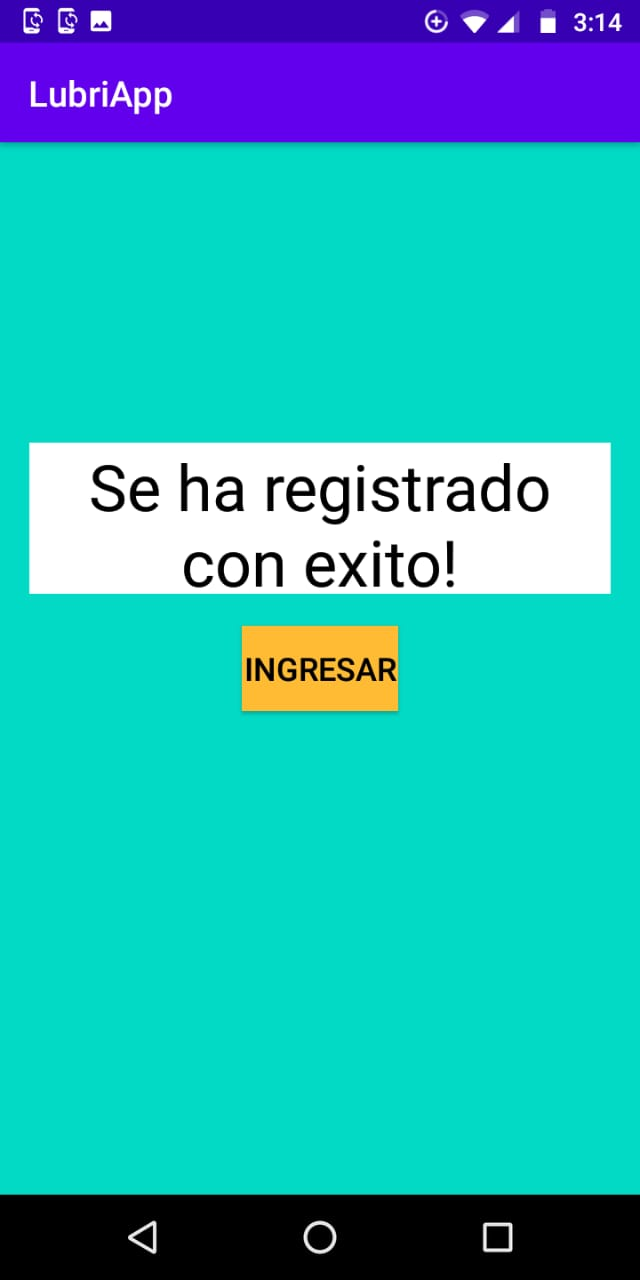 3:14
LubriApp
Se ha registrado
con exito!
INGRESAR